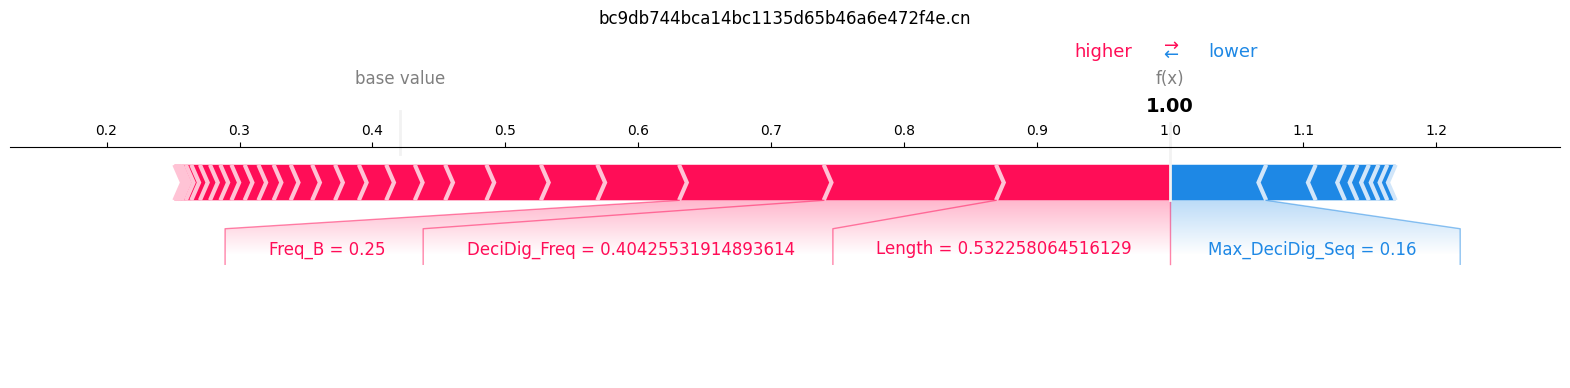 bc9db744bca14bc1135d65b46a6e472f4e.cn
higher ⇄ lower
base value f(x)
1.00
0.2 0.3 0.4 0.5 0.6 0.7 0.8 0.9 1.0 1.1 1.2
Freq_B = 0.25 DeciDig_Freq = 0.40425531914893614 Length = 0.532258064516129 Max_DeciDig_Seq = 0.16